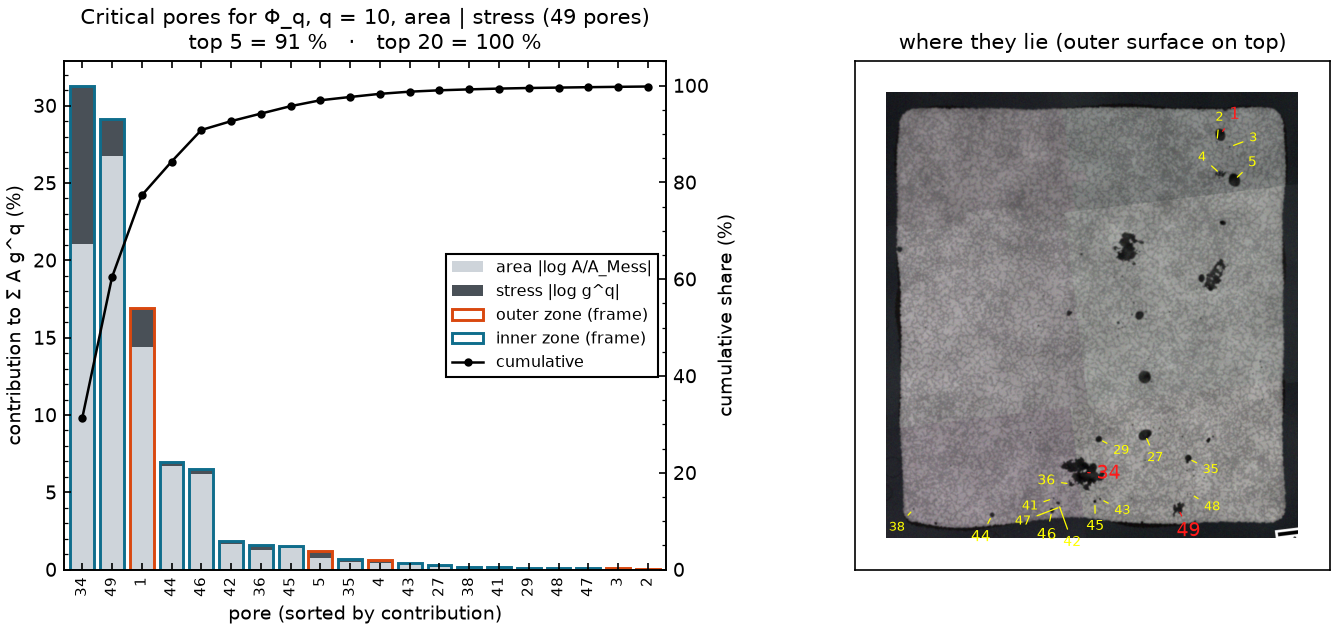 Critical pores for Φ_q, q = 10, area | stress (49 pores)
top 5 = 91 %   ·   top 20 = 100 %
contribution to Σ A g^q (%)
30
25
20
15
10
5
0
100
80
60
40
20
0
cumulative share (%)
area |log A/A_Mess|
stress |log g^q|
outer zone (frame)
inner zone (frame)
cumulative
34 49 1 44 46 42 36 45 5 35 4 43 27 38 41 29 48 47 3 2
pore (sorted by contribution)
where they lie (outer surface on top)
2 1
3
4 5
29 27
35
34
36
41 43 48
47
38 44 46 42 45 49